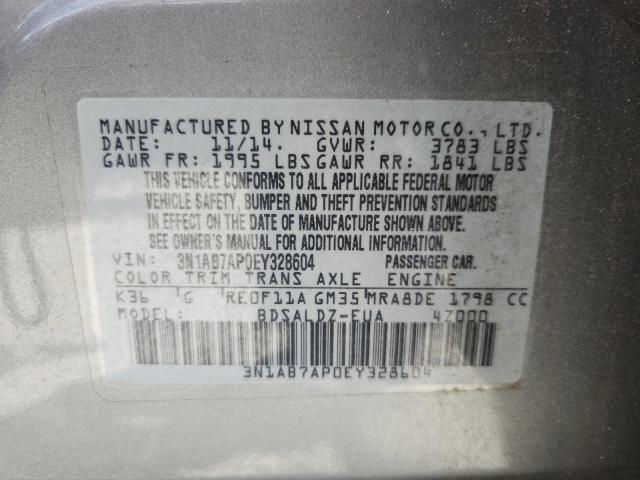 MANUFACTURED BY NISSAN MOTOR CO., LTD.
DATE: 11/14. GVWR: 3783 LBS
GAWR FR: 1995 LBS GAWR RR: 1841 LBS
THIS VEHICLE CONFORMS TO ALL APPLICABLE FEDERAL MOTOR
VEHICLE SAFETY, BUMPER AND THEFT PREVENTION STANDARDS
IN EFFECT ON THE DATE OF MANUFACTURE SHOWN ABOVE.
SEE OWNER'S MANUAL FOR ADDITIONAL INFORMATION.
VIN: 3N1AB7AP0EY328604 PASSENGER CAR.
COLOR TRIM TRANS AXLE ENGINE
K36 G RE0F11A GM35 MRA8DE 1798 CC
MODEL: BDSALDZ-EUA 4Z000
3N1AB7AP0EY328604